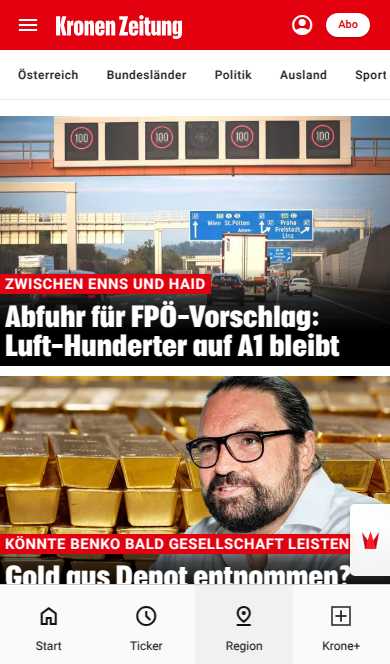 Kronen Zeitung
Abo
Österreich Bundesländer Politik Ausland Sport
100 100 100 100
Wien St. Pölten
Praha
Freistadt
Linz
ZWISCHEN ENNS UND HAID
Abfuhr für FPÖ-Vorschlag:
Luft-Hunderter auf A1 bleibt
KÖNNTE BENKO BALD GESELLSCHAFT LEISTEN
Gold aus Depot entnommen?
Start Ticker Region Krone+